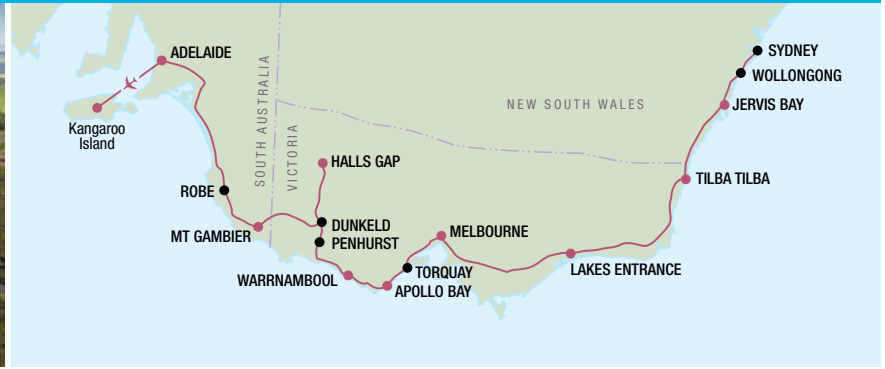 SYDNEY
ADELAIDE
WOLLONGONG
NEW SOUTH WALES
JERVIS BAY
Kangaroo
Island
SOUTH AUSTRALIA
VICTORIA
HALLS GAP
TILBA TILBA
ROBE
DUNKELD
MT GAMBIER
PENHURST
MELBOURNE
LAKES ENTRANCE
WARRNAMBOOL
TORQUAY
APOLLO BAY